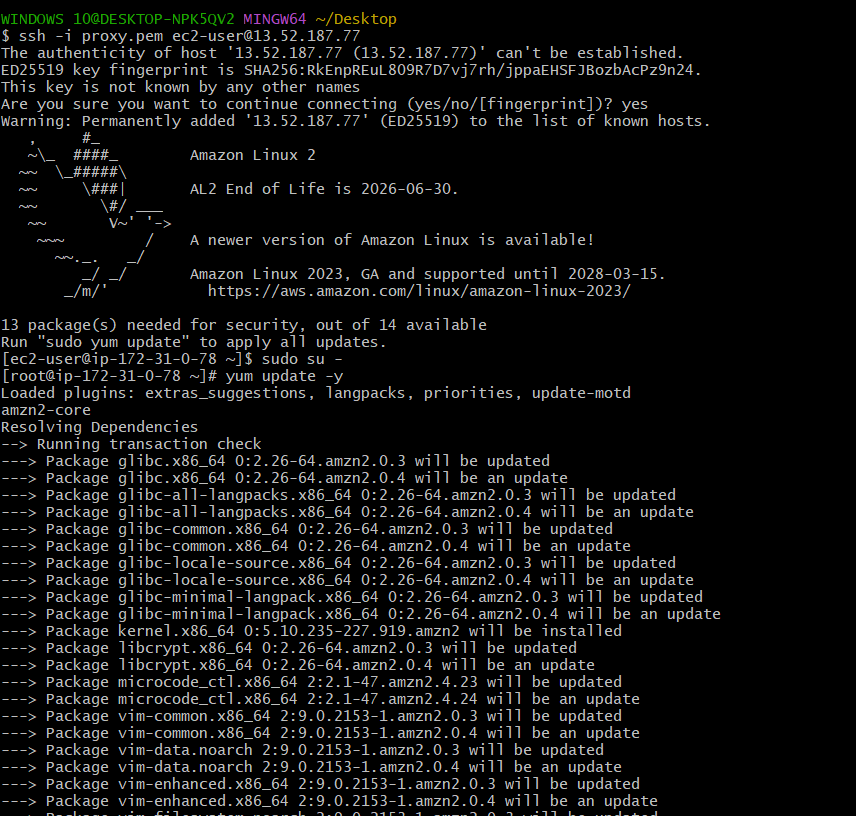 WINDOWS 10@DESKTOP-NPK5QV2 MINGW64 ~/Desktop
$ ssh -i proxy.pem ec2-user@13.52.187.77
The authenticity of host '13.52.187.77 (13.52.187.77)' can't be established.
ED25519 key fingerprint is SHA256:RkEnpREuL8O9R7D7vj7rh/jppaEHSFJBozbAcPz9n24.
This key is not known by any other names
Are you sure you want to continue connecting (yes/no/[fingerprint])? yes
Warning: Permanently added '13.52.187.77' (ED25519) to the list of known hosts.
   ,     #_
   ~\_  ####_        Amazon Linux 2
  ~~  \_#####\
  ~~     \###|       AL2 End of Life is 2026-06-30.
  ~~       \#/ ___
   ~~       V~' '->
    ~~~         /    A newer version of Amazon Linux is available!
      ~~._.   _/
         _/ _/       Amazon Linux 2023, GA and supported until 2028-03-15.
       _/m/'           https://aws.amazon.com/linux/amazon-linux-2023/
13 package(s) needed for security, out of 14 available
Run "sudo yum update" to apply all updates.
[ec2-user@ip-172-31-0-78 ~]$ sudo su -
[root@ip-172-31-0-78 ~]# yum update -y
Loaded plugins: extras_suggestions, langpacks, priorities, update-motd
amzn2-core
Resolving Dependencies
--> Running transaction check
---> Package glibc.x86_64 0:2.26-64.amzn2.0.3 will be updated
---> Package glibc.x86_64 0:2.26-64.amzn2.0.4 will be an update
---> Package glibc-all-langpacks.x86_64 0:2.26-64.amzn2.0.3 will be updated
---> Package glibc-all-langpacks.x86_64 0:2.26-64.amzn2.0.4 will be an update
---> Package glibc-common.x86_64 0:2.26-64.amzn2.0.3 will be updated
---> Package glibc-common.x86_64 0:2.26-64.amzn2.0.4 will be an update
---> Package glibc-locale-source.x86_64 0:2.26-64.amzn2.0.3 will be updated
---> Package glibc-locale-source.x86_64 0:2.26-64.amzn2.0.4 will be an update
---> Package glibc-minimal-langpack.x86_64 0:2.26-64.amzn2.0.3 will be updated
---> Package glibc-minimal-langpack.x86_64 0:2.26-64.amzn2.0.4 will be an update
---> Package kernel.x86_64 0:5.10.235-227.919.amzn2 will be installed
---> Package libcrypt.x86_64 0:2.26-64.amzn2.0.3 will be updated
---> Package libcrypt.x86_64 0:2.26-64.amzn2.0.4 will be an update
---> Package microcode_ctl.x86_64 2:2.1-47.amzn2.4.23 will be updated
---> Package microcode_ctl.x86_64 2:2.1-47.amzn2.4.24 will be an update
---> Package vim-common.x86_64 2:9.0.2153-1.amzn2.0.3 will be updated
---> Package vim-common.x86_64 2:9.0.2153-1.amzn2.0.4 will be an update
---> Package vim-data.noarch 2:9.0.2153-1.amzn2.0.3 will be updated
---> Package vim-data.noarch 2:9.0.2153-1.amzn2.0.4 will be an update
---> Package vim-enhanced.x86_64 2:9.0.2153-1.amzn2.0.3 will be updated
---> Package vim-enhanced.x86_64 2:9.0.2153-1.amzn2.0.4 will be an update